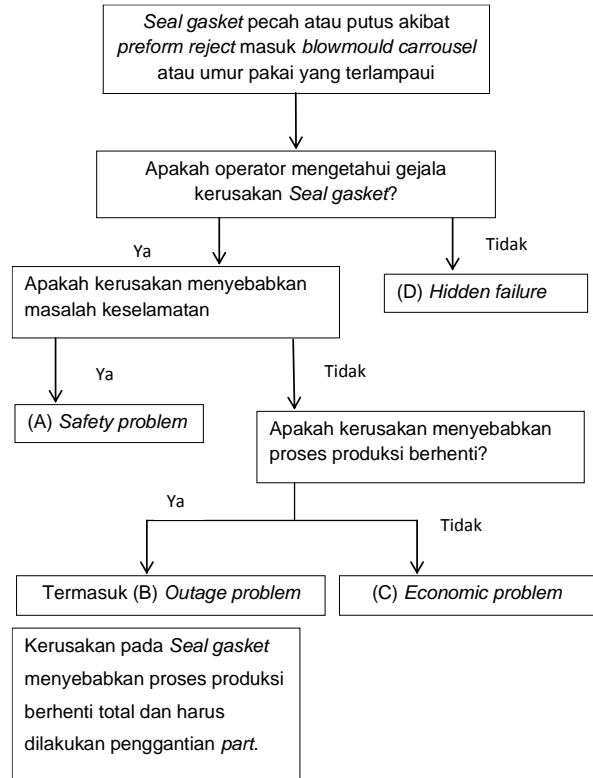 Seal gasket pecah atau putus akibat
preform reject masuk blowmould carrousel
atau umur pakai yang terlampaui
Apakah operator mengetahui gejala
kerusakan Seal gasket?
Ya
Tidak
Apakah kerusakan menyebabkan
masalah keselamatan
(D) Hidden failure
Ya
Tidak
(A) Safety problem
Apakah kerusakan menyebabkan
proses produksi berhenti?
Ya
Tidak
Termasuk (B) Outage problem
(C) Economic problem
Kerusakan pada Seal gasket
menyebabkan proses produksi
berhenti total dan harus
dilakukan penggantian part.